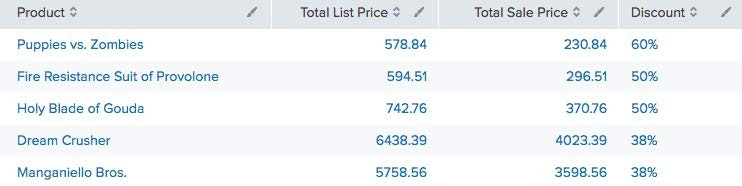 Product Total List Price Total Sale Price Discount
Puppies vs. Zombies 578.84 230.84 60%
Fire Resistance Suit of Provolone 594.51 296.51 50%
Holy Blade of Gouda 742.76 370.76 50%
Dream Crusher 6438.39 4023.39 38%
Manganiello Bros. 5758.56 3598.56 38%